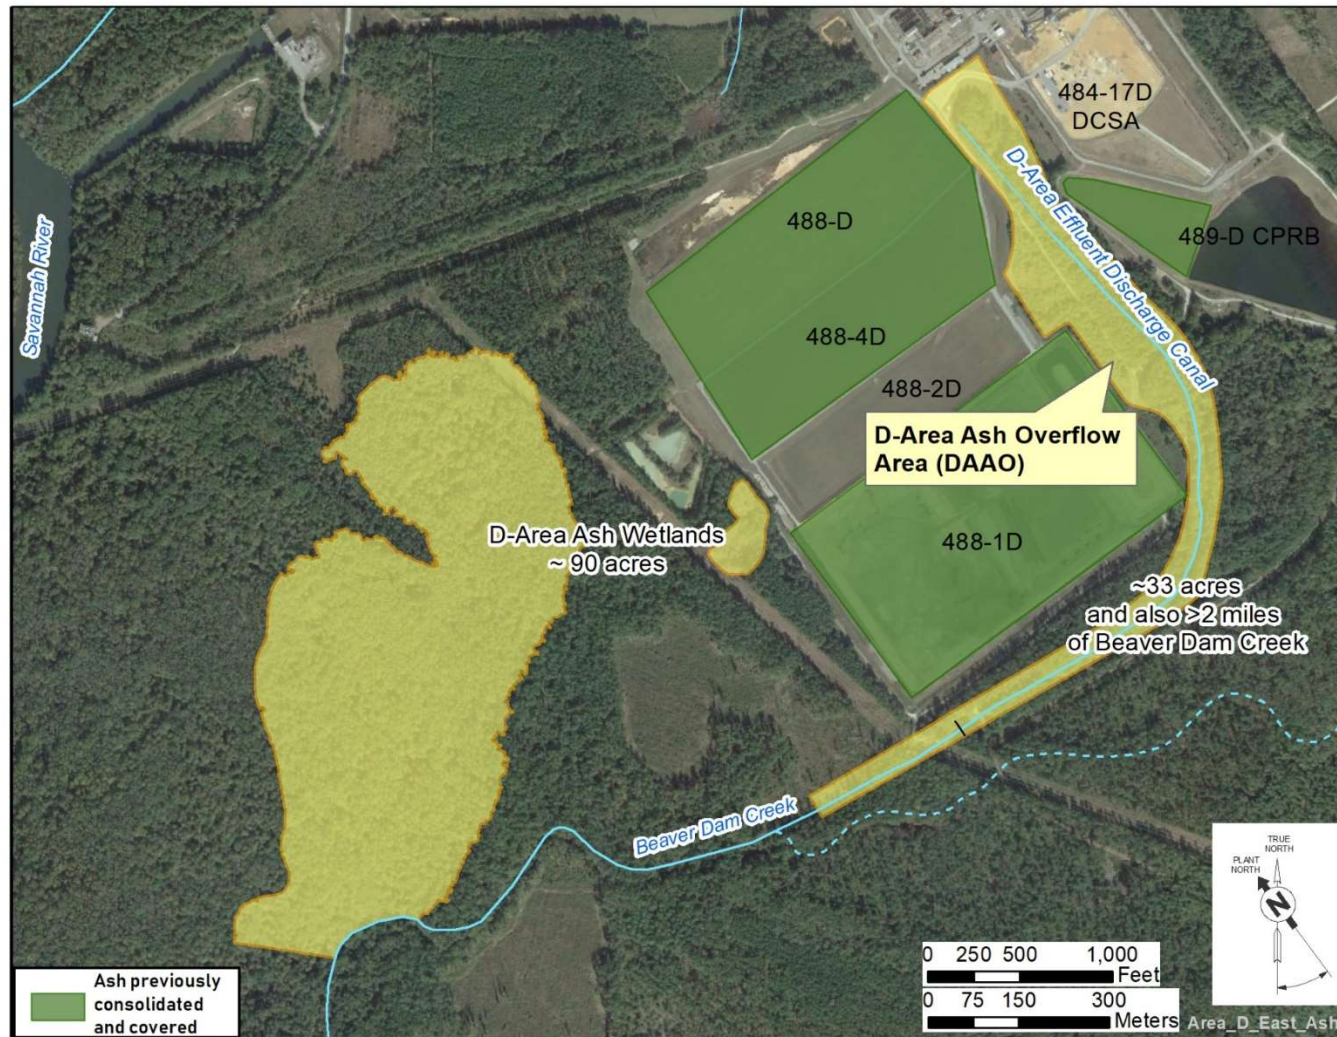 484-17D
DCSA
D-Area Effluent Discharge Canal
488-D
489-D CPRB
Savannah River
488-4D
488-2D
D-Area Ash Overflow
Area (DAAO)
D-Area Ash Wetlands
~ 90 acres
488-1D
~33 acres
and also >2 miles
of Beaver Dam Creek
Beaver Dam Creek
TRUE
NORTH
PLANT
NORTH
N
0 250 500 1,000
Feet
0 75 150 300
Meters
Ash previously
consolidated
and covered
Area_D_East_Ash